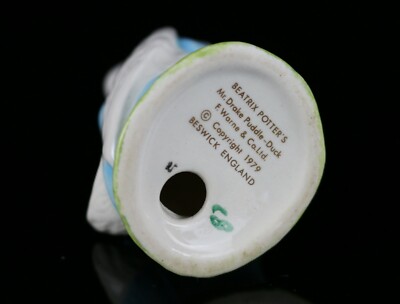 BEATRIX POTTER'S
Mr. Drake Puddle-Duck
F. Warne & Co. Ltd.
© Copyright 1979
BESWICK ENGLAND